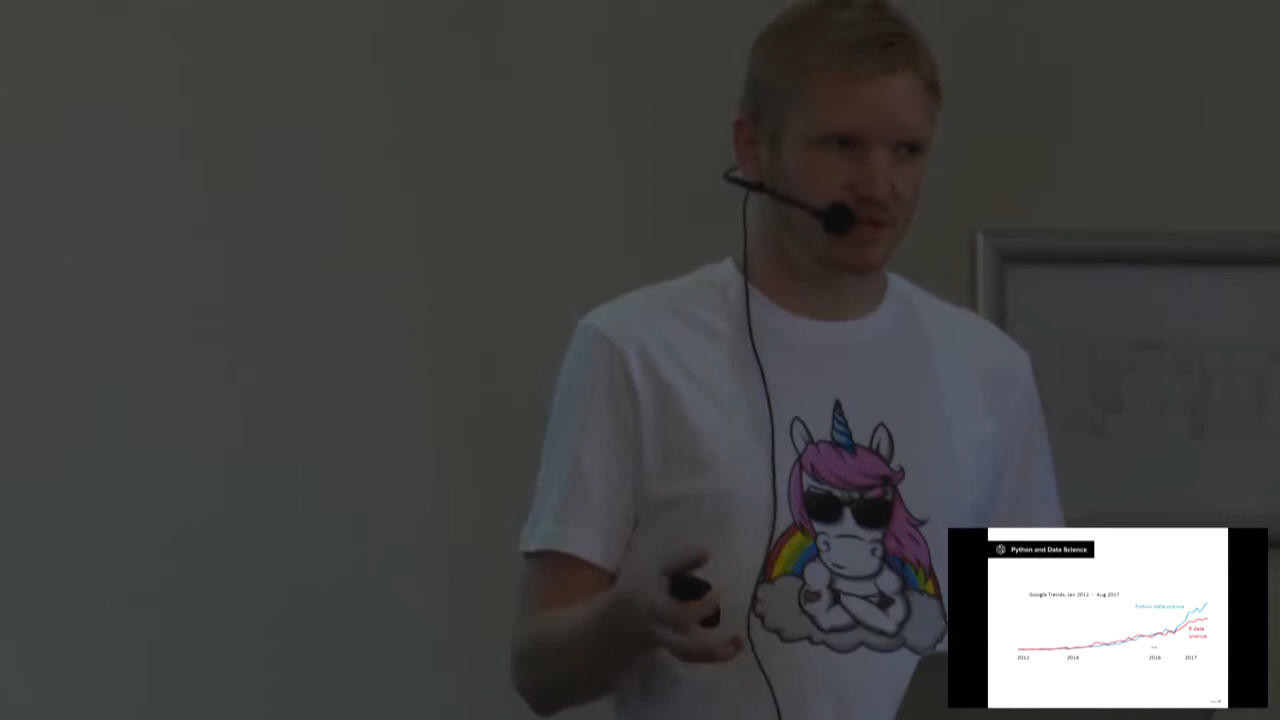 Python and Data Science
Google Trends, Jan 2012 - Aug 2017
Python data science
R data
science
2012
2014
2016
2017